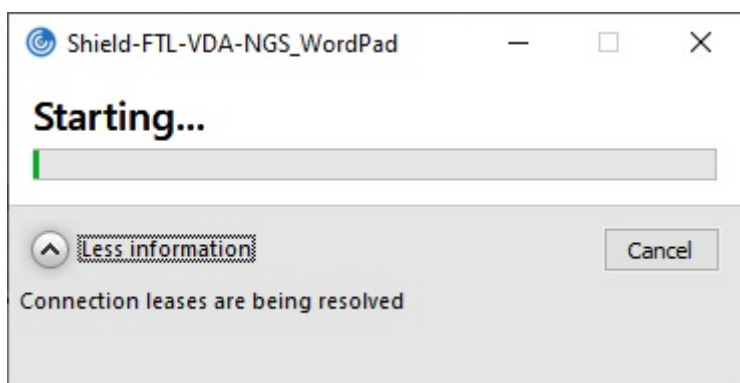 Shield-FTL-VDA-NGS_WordPad
Starting...
Less information
Cancel
Connection leases are being resolved